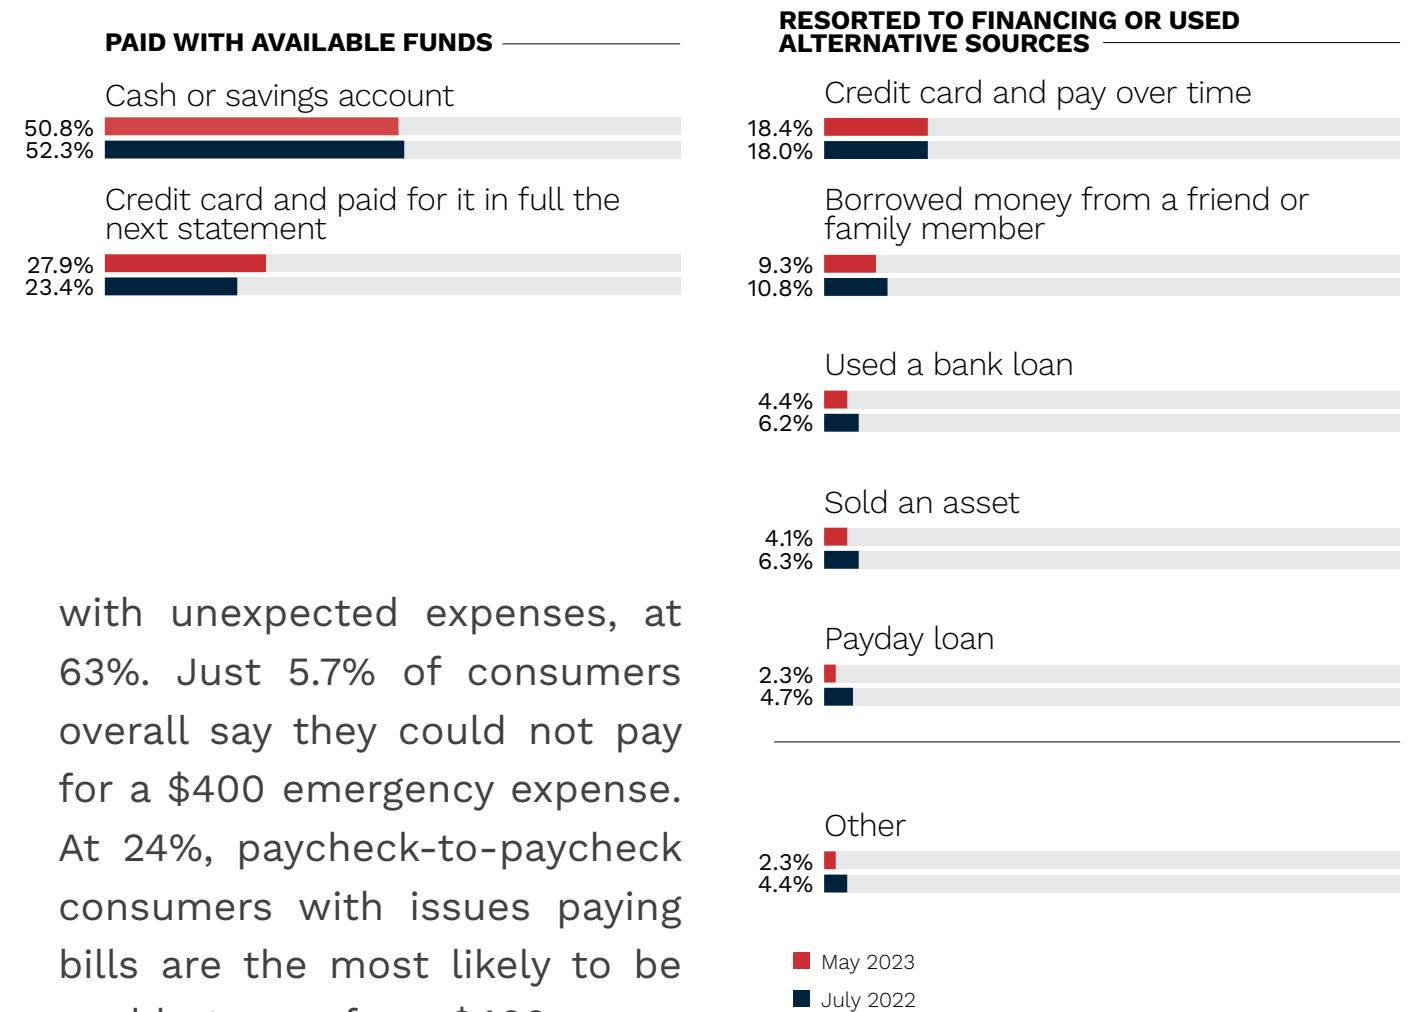 PAID WITH AVAILABLE FUNDS
Cash or savings account
50.8%
52.3%
Credit card and paid for it in full the
next statement
27.9%
23.4%
with unexpected expenses, at
63%. Just 5.7% of consumers
overall say they could not pay
for a $400 emergency expense.
At 24%, paycheck-to-paycheck
consumers with issues paying
bills are the most likely to be
RESORTED TO FINANCING OR USED
ALTERNATIVE SOURCES
Credit card and pay over time
18.4%
18.0%
Borrowed money from a friend or
family member
9.3%
10.8%
Used a bank loan
4.4%
6.2%
Sold an asset
4.1%
6.3%
Payday loan
2.3%
4.7%
Other
2.3%
4.4%
May 2023
July 2022